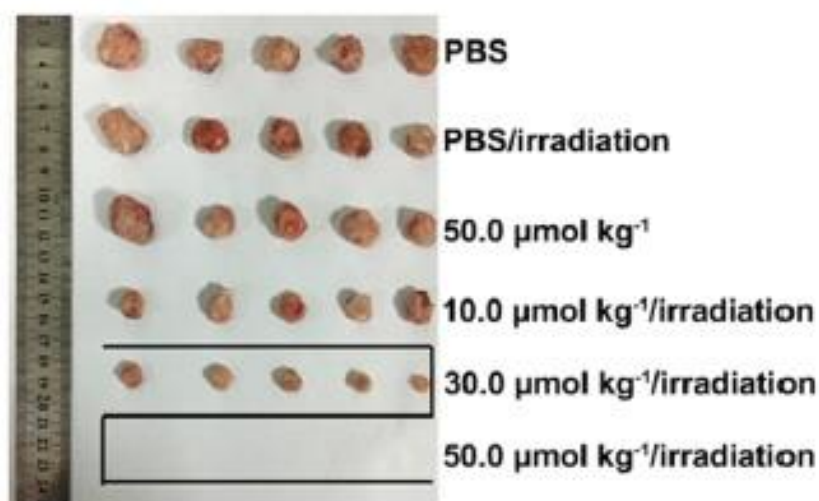 PBS
PBS/irradiation
50.0 μmol kg⁻¹
10.0 μmol kg⁻¹/irradiation
30.0 μmol kg⁻¹/irradiation
50.0 μmol kg⁻¹/irradiation